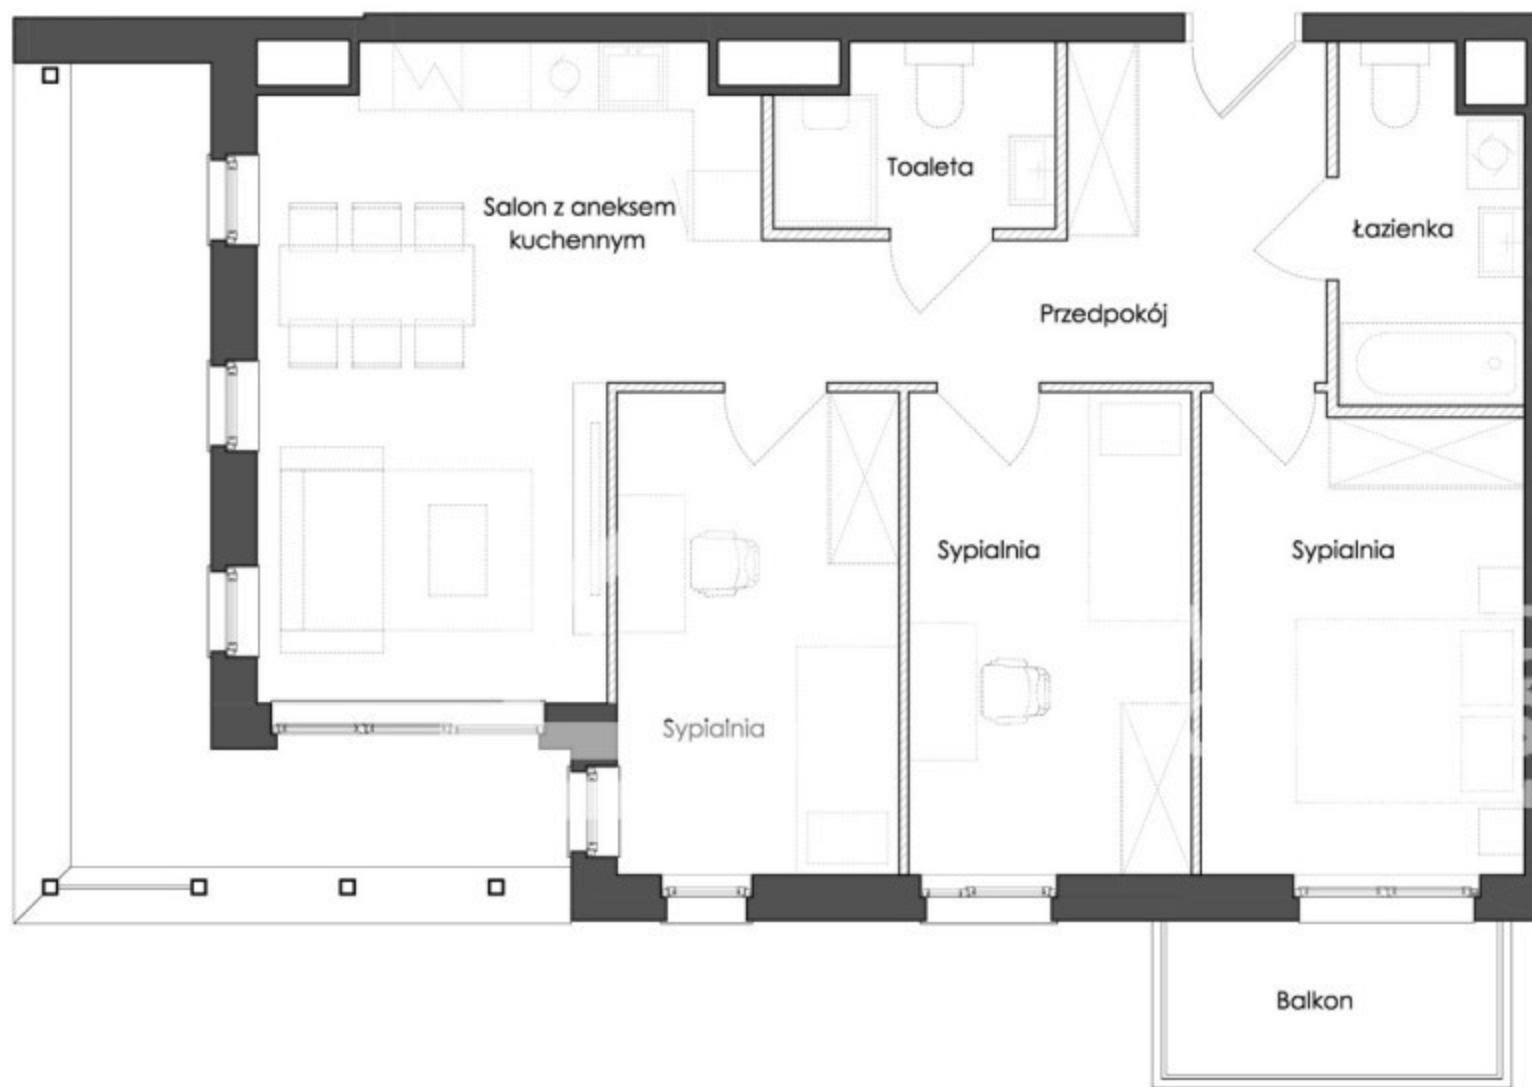 Toaleta
Salon z aneksem
kuchennym
Łazienka
Przedpokój
Sypialnia
Sypialnia
Sypialnia
Balkon